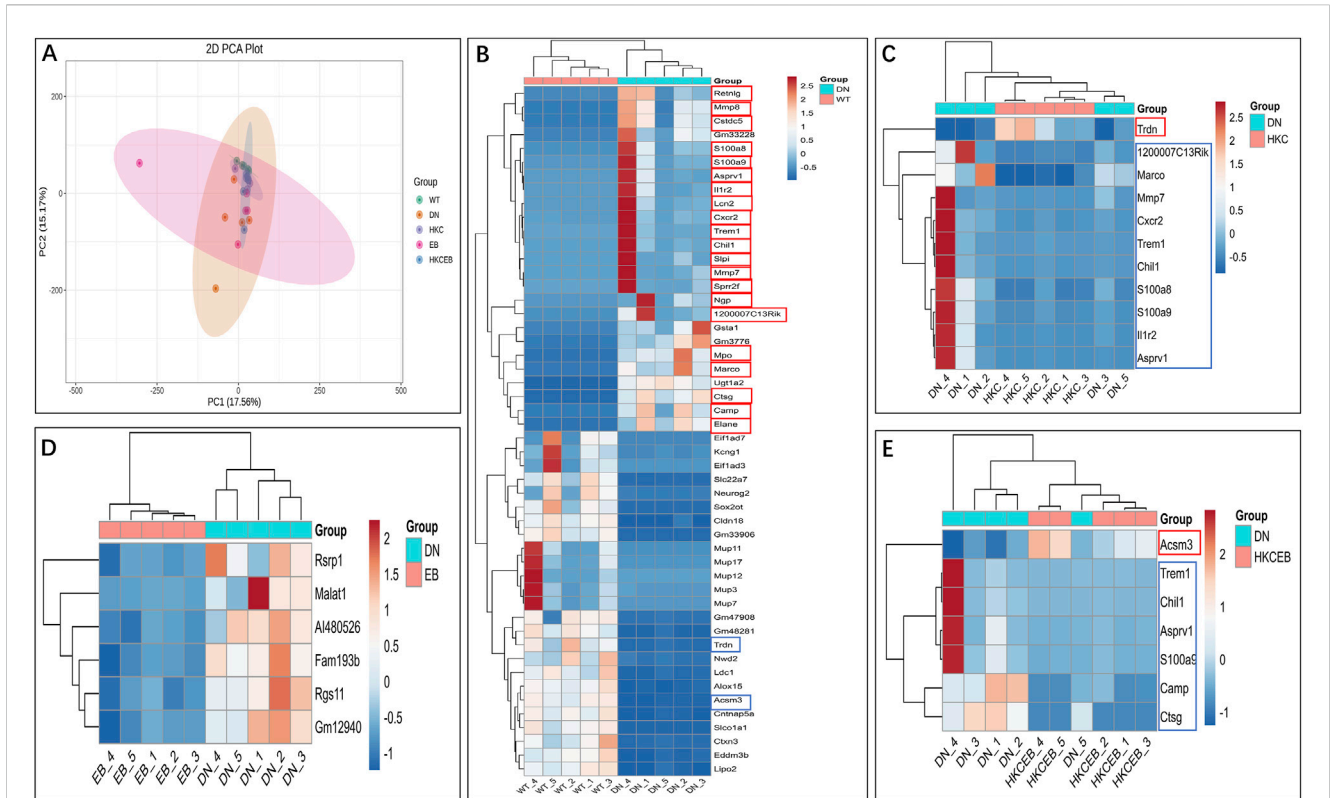 A
2D PCA Plot
200
0
-200
PC2 (15.17%)
-500
-250
0
250
500
PC1 (17.56%)
Group
WT
DN
HKC
EB
HKCEB
B
Group
Retnlg
Mmp8
Cstdc5
Gm33228
S100a8
S100a9
Asprv1
Il1r2
Lcn2
Cxcr2
Trem1
Chil1
Slpi
Mmp7
Sprr2f
Ngp
1200007C13Rik
Gsta1
Gm3776
Mpo
Marco
Ugt1a2
Ctsg
Camp
Elane
Eif1ad7
Kcng1
Eif1ad3
Slc22a7
Neurog2
Sox2ot
Cldn18
Gm33906
Mup11
Mup17
Mup12
Mup3
Mup7
Gm47908
Gm48281
Trdn
Nwd2
Ldc1
Alox15
Acsm3
Cntnap5a
Slco1a1
Ctxn3
Eddm3b
Lipo2
WT_4
WT_5
WT_2
WT_1
WT_3
DN_4
DN_1
DN_5
DN_2
DN_3
2.5
1.5
0.5
-0.5
Group
DN
WT
C
Group
Trdn
1200007C13Rik
Marco
Mmp7
Cxcr2
Trem1
Chil1
S100a8
S100a9
Il1r2
Asprv1
DN_4
DN_1
DN_2
HKC_4
HKC_5
HKC_2
HKC_1
HKC_3
DN_3
DN_5
2.5
2
1.5
1
0.5
0
-0.5
Group
DN
HKC
D
Group
Rsrp1
Malat1
AI480526
Fam193b
Rgs11
Gm12940
EB_4
EB_5
EB_1
EB_2
EB_3
DN_4
DN_5
DN_1
DN_2
DN_3
2
1.5
1
0.5
0
-0.5
-1
Group
DN
EB
E
Group
Acsm3
Trem1
Chil1
Asprv1
S100a9
Camp
Ctsg
DN_4
DN_3
DN_1
DN_2
HKCEB_4
HKCEB_5
DN_5
HKCEB_2
HKCEB_1
HKCEB_3
2
1
0
-1
Group
DN
HKCEB